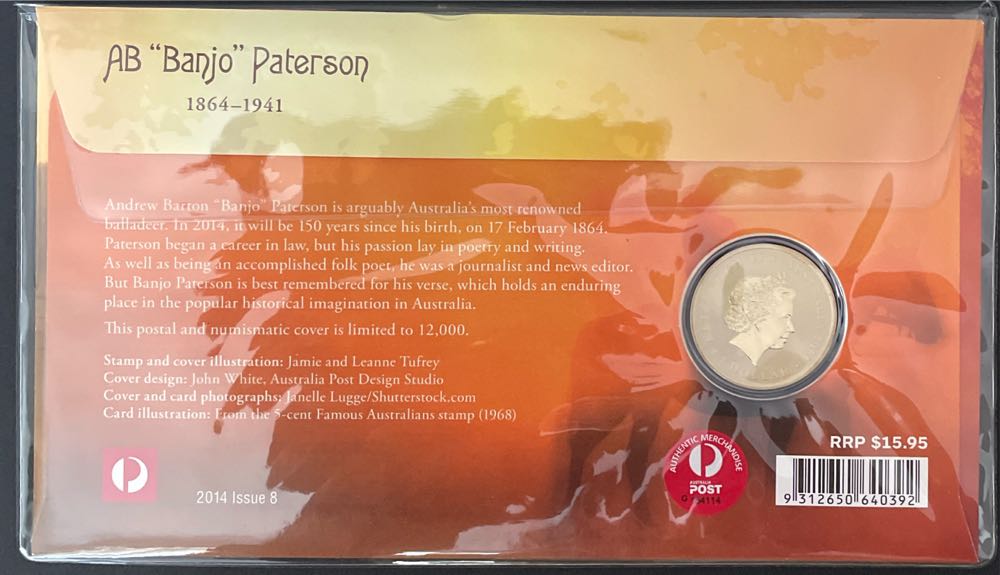 AB “Banjo” Paterson
1864–1941
Andrew Barton “Banjo” Paterson is arguably Australia’s most renowned
balladeer. In 2014, it will be 150 years since his birth, on 17 February 1864.
Paterson began a career in law, but his passion lay in poetry and writing.
As well as being an accomplished folk poet, he was a journalist and news editor.
But Banjo Paterson is best remembered for his verse, which holds an enduring
place in the popular historical imagination in Australia.
This postal and numismatic cover is limited to 12,000.
Stamp and cover illustration: Jamie and Leanne Tufrey
Cover design: John White, Australia Post Design Studio
Cover and card photographs: Janelle Lugge/Shutterstock.com
Card illustration: From the 5-cent Famous Australians stamp (1968)
2014 Issue 8
AUTHENTIC MERCHANDISE
AUSTRALIA
POST
RRP $15.95
9 312650 640392